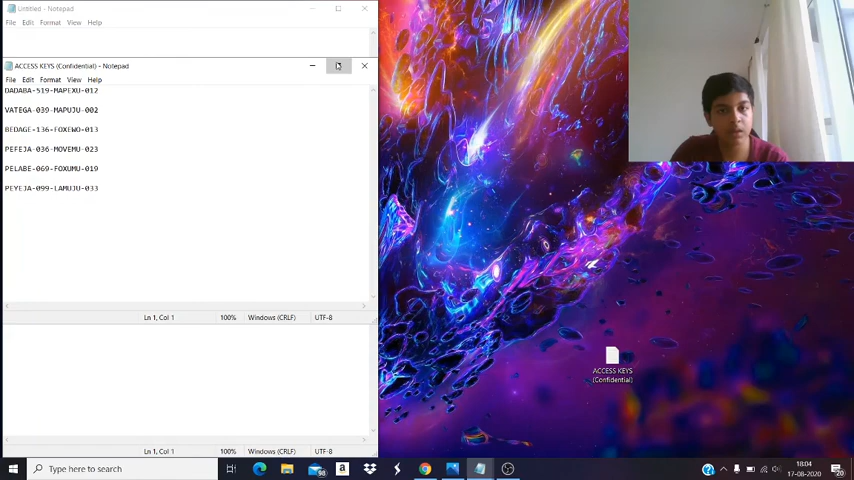 Untitled - Notepad
File Edit Format View Help
ACCESS KEYS (Confidential) - Notepad
File Edit Format View Help
DADABA-519-MAPEXU-012
VATEGA-039-MAPUJU-002
BEDAGE-136-FOXEWO-013
PEFEJA-036-MOVEMU-023
PELABE-069-FOXUMU-019
PEYEJA-099-LAMUJU-033
Ln 1, Col 1 100% Windows (CRLF) UTF-8
ACCESS KEYS
(Confidential)
Ln 1, Col 1 100% Windows (CRLF) UTF-8
Type here to search
98
18:04
17-08-2020
20